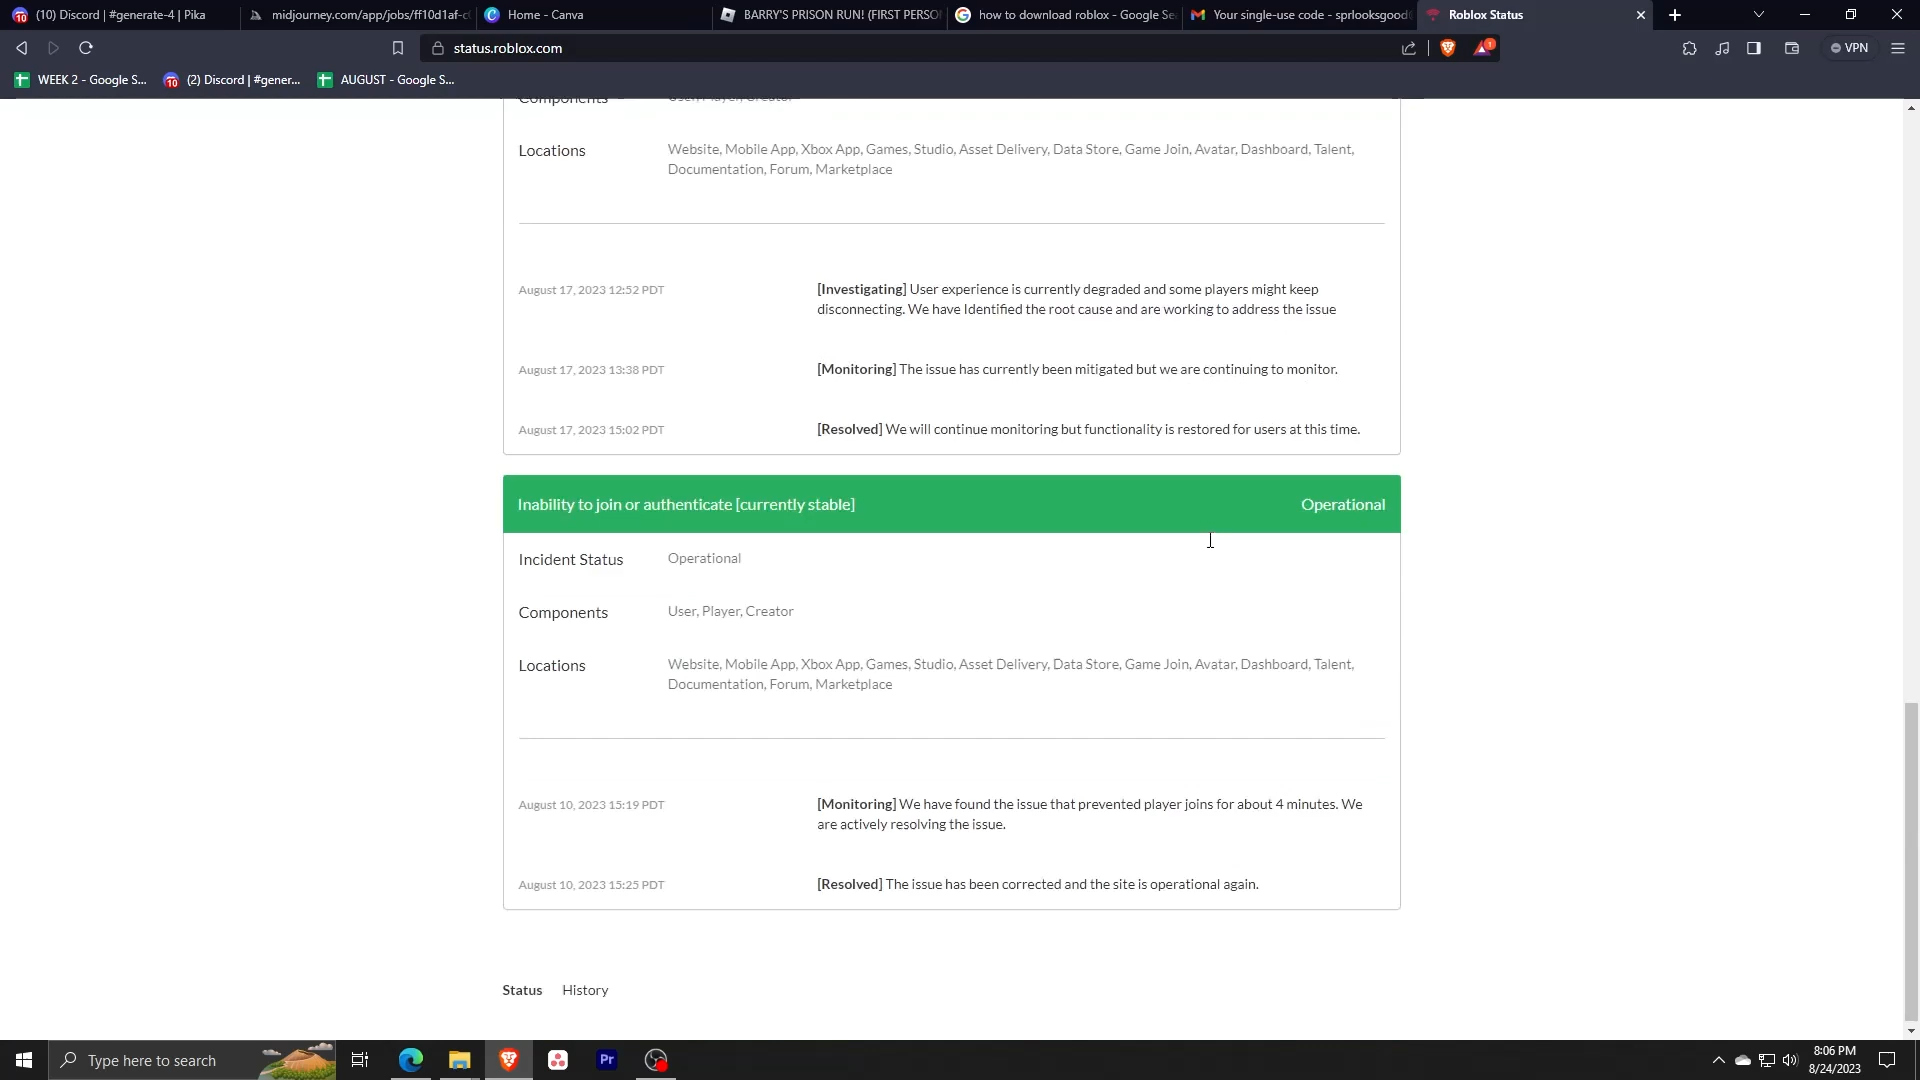 (10) Discord | #generate-4 | Pika
midjourney.com/app/jobs/ff10d1af-c
Home - Canva
BARRY'S PRISON RUN! (FIRST PERSO
how to download roblox - Google Se
Your single-use code - sprlooksgood
Roblox Status
status.roblox.com
1
VPN
WEEK 2 - Google S...
10
(2) Discord | #gener...
AUGUST - Google S...
Components
User, Player, Creator
Locations
Website, Mobile App, Xbox App, Games, Studio, Asset Delivery, Data Store, Game Join, Avatar, Dashboard, Talent,
Documentation, Forum, Marketplace
August 17, 2023 12:52 PDT
[Investigating] User experience is currently degraded and some players might keep
disconnecting. We have Identified the root cause and are working to address the issue
August 17, 2023 13:38 PDT
[Monitoring] The issue has currently been mitigated but we are continuing to monitor.
August 17, 2023 15:02 PDT
[Resolved] We will continue monitoring but functionality is restored for users at this time.
Inability to join or authenticate [currently stable]
Operational
Incident Status
Operational
Components
User, Player, Creator
Locations
Website, Mobile App, Xbox App, Games, Studio, Asset Delivery, Data Store, Game Join, Avatar, Dashboard, Talent,
Documentation, Forum, Marketplace
August 10, 2023 15:19 PDT
[Monitoring] We have found the issue that prevented player joins for about 4 minutes. We
are actively resolving the issue.
August 10, 2023 15:25 PDT
[Resolved] The issue has been corrected and the site is operational again.
Status History
Type here to search
Pr
8:06 PM
8/24/2023